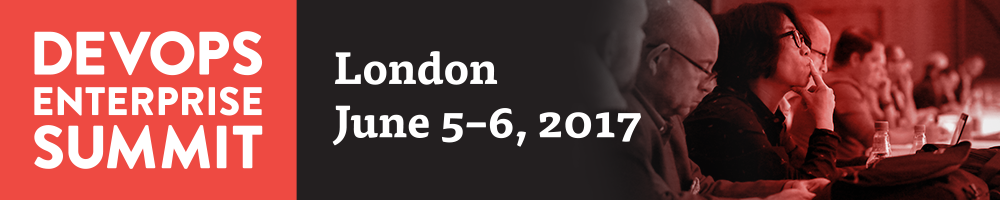 DEVOPS
ENTERPRISE
SUMMIT
London
June 5–6, 2017